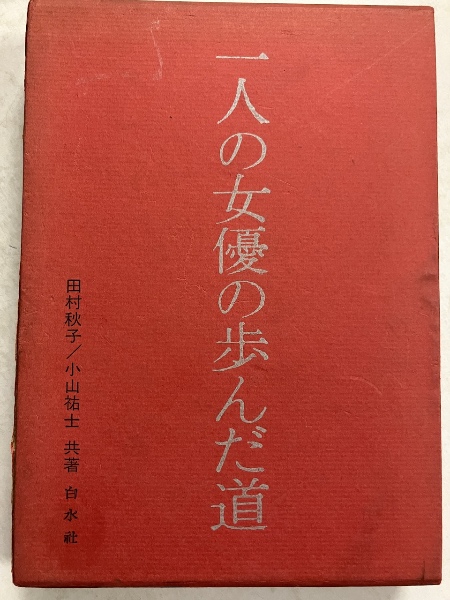 一人の女優の歩んだ道
田村秋子／小山祐士 共著 白水社